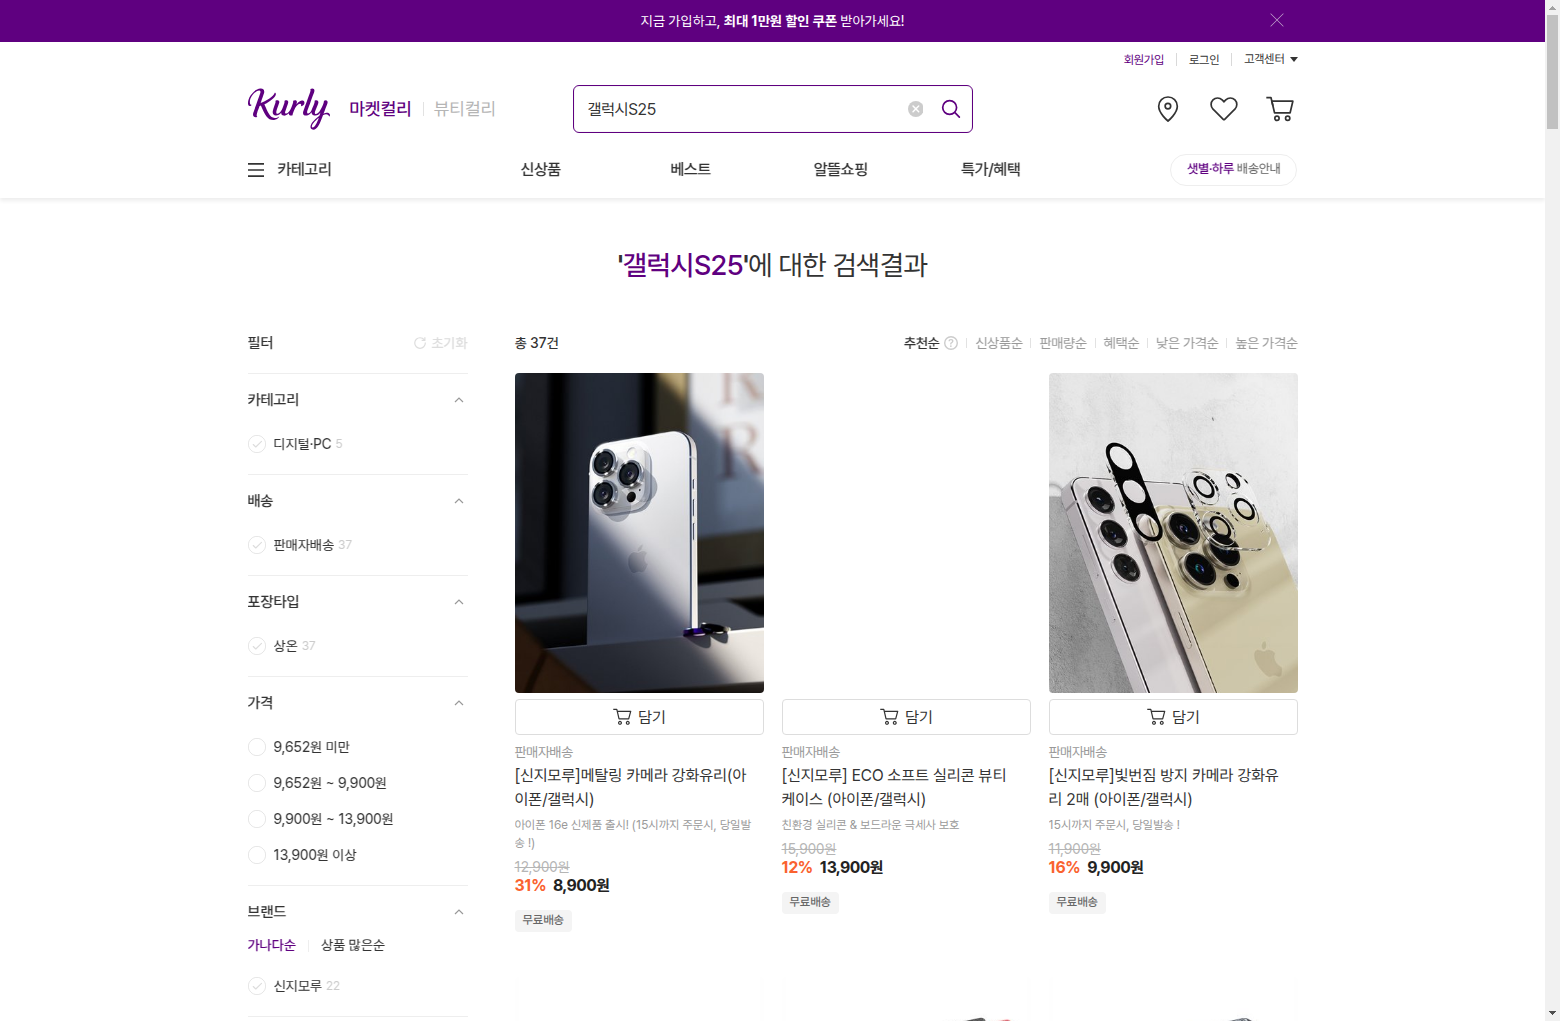 지금 가입하고, 최대 1만원 할인 쿠폰 받아가세요!
회원가입
로그인
고객센터
Kurly
마켓컬리
뷰티컬리
갤럭시S25
카테고리
신상품
베스트
알뜰쇼핑
특가/혜택
샛별·하루 배송안내
'갤럭시S25'에 대한 검색결과
필터
초기화
카테고리
디지털·PC 5
배송
판매자배송 37
포장타입
상온 37
가격
9,652원 미만
9,652원 ~ 9,900원
9,900원 ~ 13,900원
13,900원 이상
브랜드
가나다순
상품 많은순
신지모루 22
총 37건
추천순
신상품순
판매량순
혜택순
낮은 가격순
높은 가격순
담기
판매자배송
[신지모루]메탈링 카메라 강화유리(아
이폰/갤럭시)
아이폰 16e 신제품 출시! (15시까지 주문시, 당일발
송 !)
12,900원
31% 8,900원
무료배송
담기
판매자배송
[신지모루] ECO 소프트 실리콘 뷰티
케이스 (아이폰/갤럭시)
친환경 실리콘 & 보드라운 극세사 보호
15,900원
12% 13,900원
무료배송
담기
판매자배송
[신지모루]빛번짐 방지 카메라 강화유
리 2매 (아이폰/갤럭시)
15시까지 주문시, 당일발송 !
11,900원
16% 9,900원
무료배송